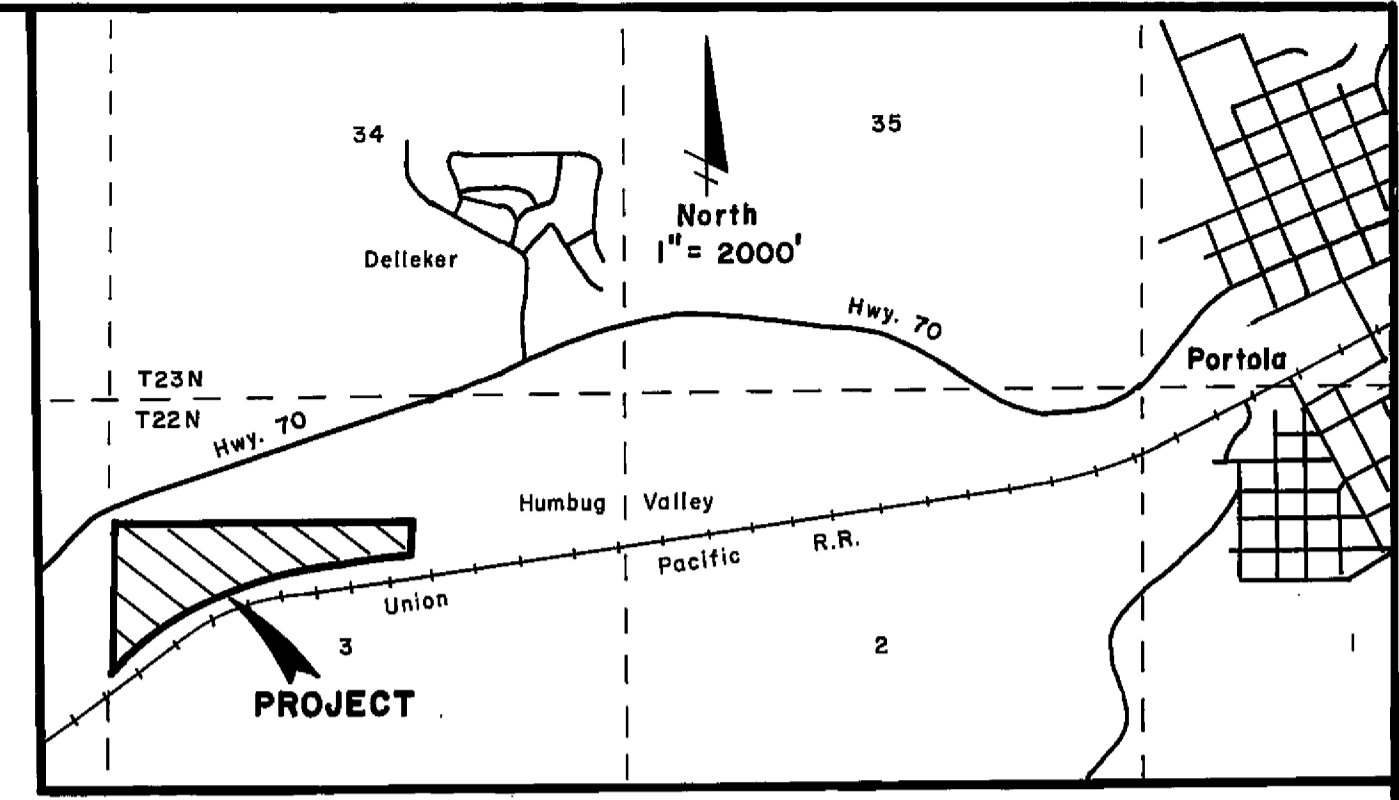 34
35
North
1" = 2000'
Delleker
Hwy. 70
Portola
T23N
T22N
Hwy. 70
Humbug Valley
Union Pacific R.R.
3
2
1
PROJECT